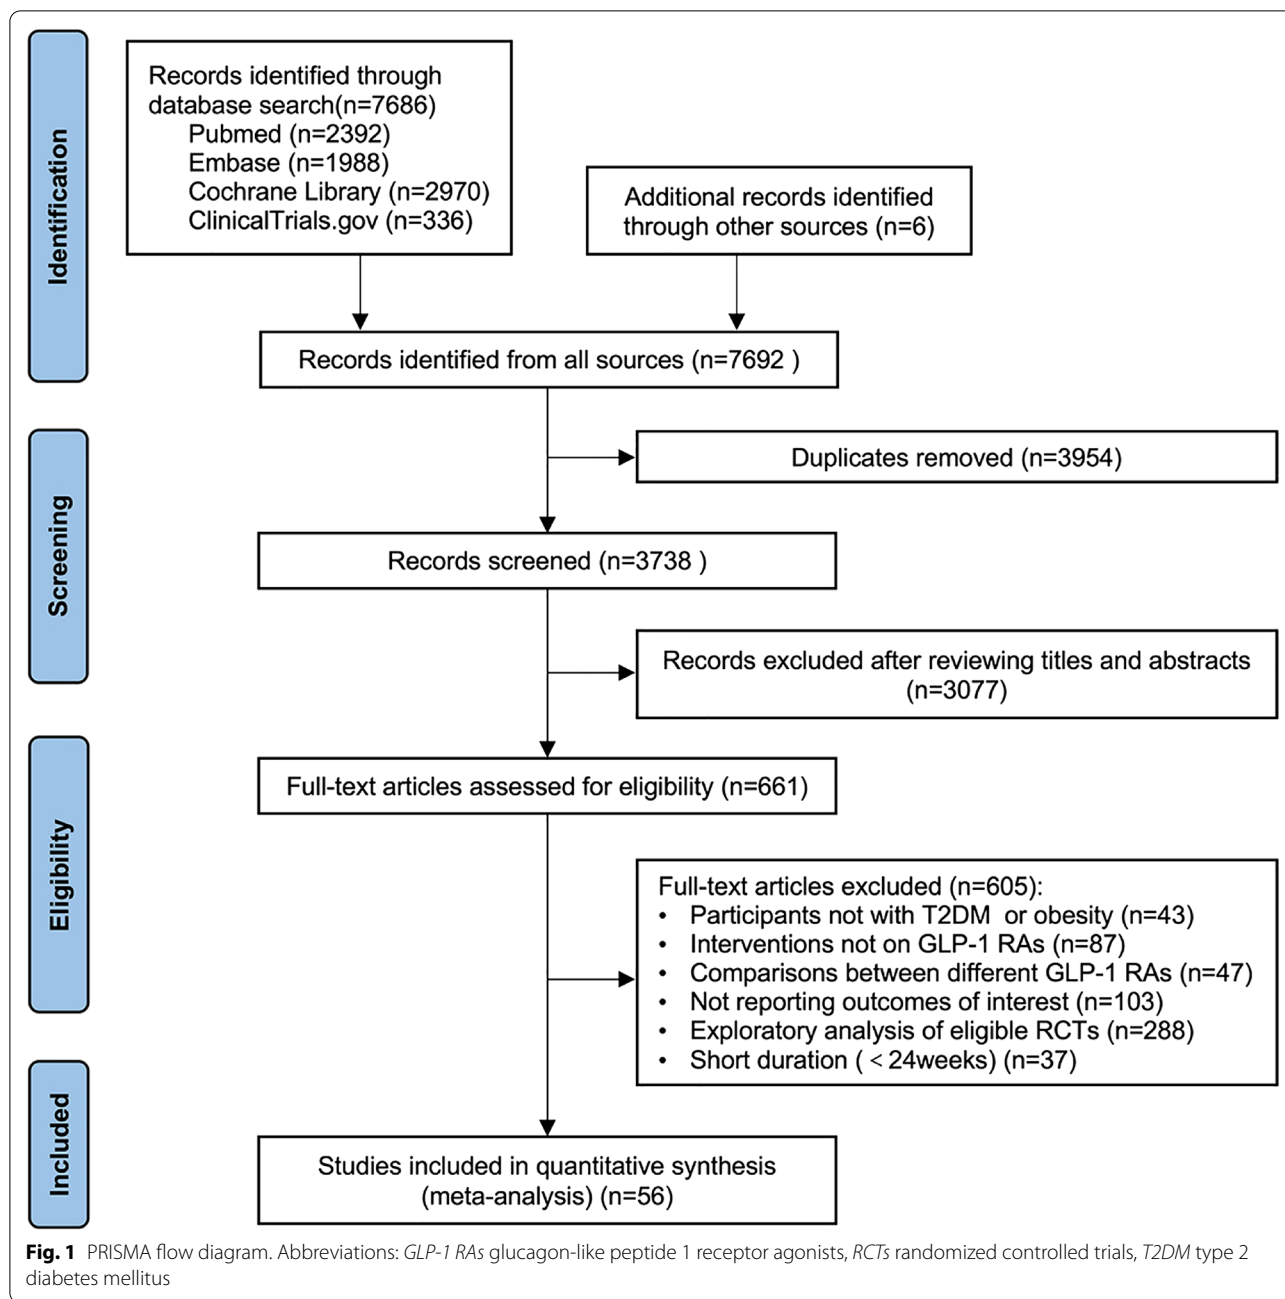 Identification
Records identified through
database search(n=7686)
Pubmed (n=2392)
Embase (n=1988)
Cochrane Library (n=2970)
ClinicalTrials.gov (n=336)
Additional records identified
through other sources (n=6)
Records identified from all sources (n=7692 )
Screening
Duplicates removed (n=3954)
Records screened (n=3738 )
Records excluded after reviewing titles and abstracts
(n=3077)
Eligibility
Full-text articles assessed for eligibility (n=661)
Full-text articles excluded (n=605):
• Participants not with T2DM or obesity (n=43)
• Interventions not on GLP-1 RAs (n=87)
• Comparisons between different GLP-1 RAs (n=47)
• Not reporting outcomes of interest (n=103)
• Exploratory analysis of eligible RCTs (n=288)
• Short duration ( < 24weeks) (n=37)
Included
Studies included in quantitative synthesis
(meta-analysis) (n=56)
Fig. 1 PRISMA flow diagram. Abbreviations: GLP-1 RAs glucagon-like peptide 1 receptor agonists, RCTs randomized controlled trials, T2DM type 2
diabetes mellitus